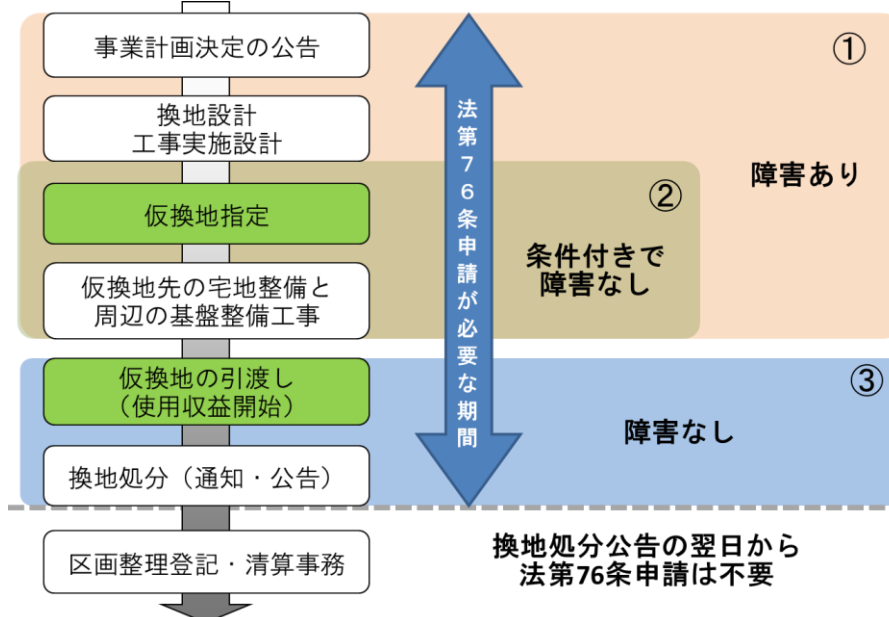 事業計画決定の公告
①
換地設計
工事実施設計
障害あり
仮換地指定
②
条件付きで
障害なし
仮換地先の宅地整備と
周辺の基盤整備工事
法第76条申請が必要な期間
仮換地の引渡し
(使用収益開始)
③
障害なし
換地処分(通知・公告)
区画整理登記・清算事務
換地処分公告の翌日から
法第76条申請は不要